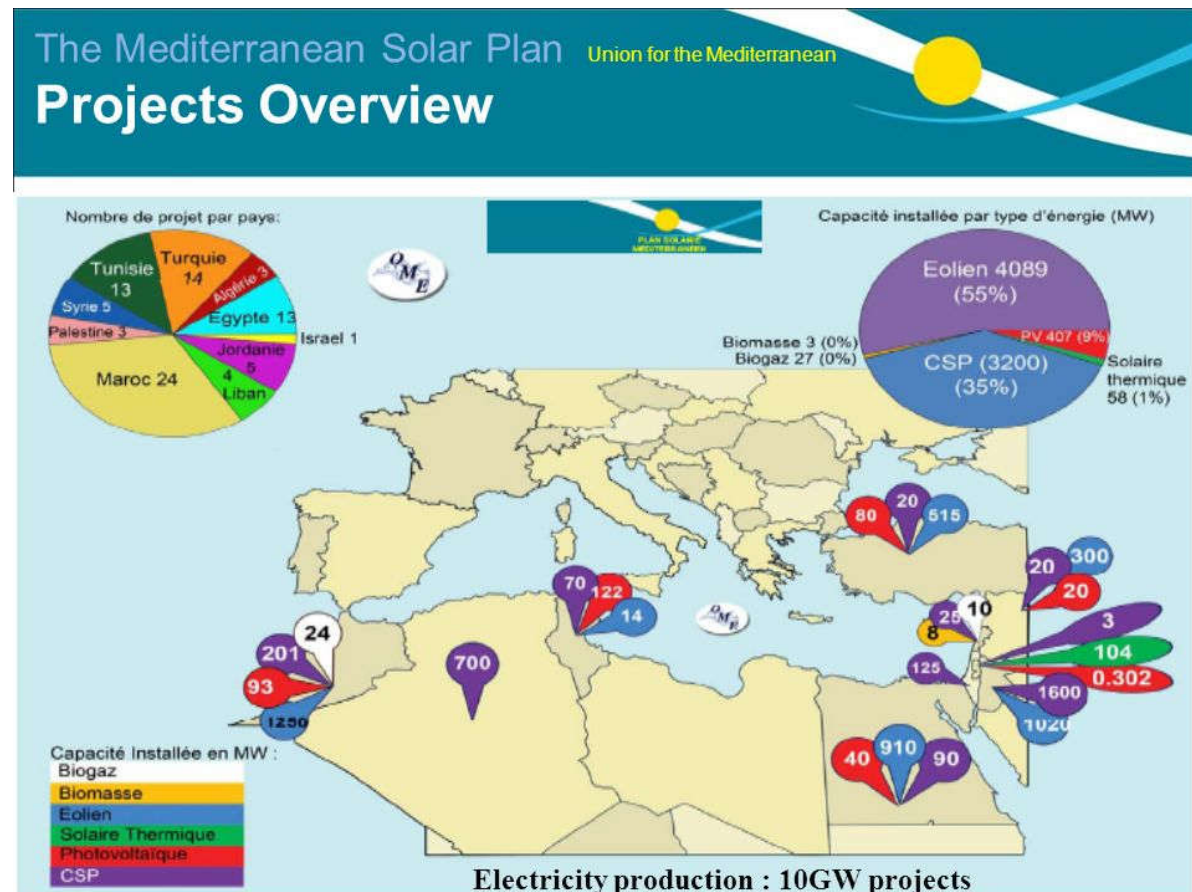 The Mediterranean Solar Plan Union for the Mediterranean
Projects Overview
Nombre de projet par pays:
Tunisie
13
Turquie
14
Algérie 3
Egypte 13
Israel 1
Jordanie
5
4
Liban
Maroc 24
Palestine 3
Syrie 5
OME
PLAN SOLAIRE
MÉDITERRANÉEN
Capacité installée par type d'énergie (MW)
Eolien 4089
(55%)
PV 407 (9%)
Solaire
thermique
58 (1%)
CSP (3200)
(35%)
Biomasse 3 (0%)
Biogaz 27 (0%)
80
20
515
20
300
20
70
122
14
OME
25
10
8
3
104
0.302
125
1600
1020
24
201
93
1250
700
40
910
90
Capacité Installée en MW :
Biogaz
Biomasse
Eolien
Solaire Thermique
Photovoltaïque
CSP
Electricity production : 10GW projects